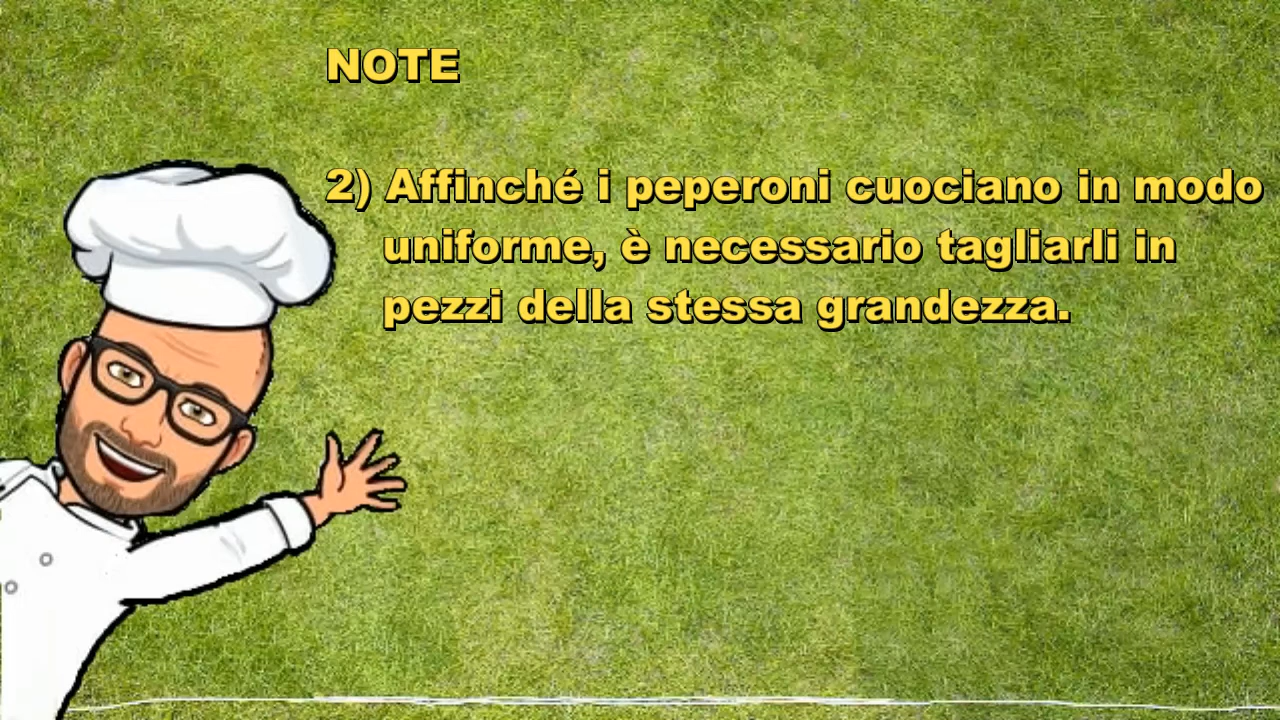 NOTE
2) Affinché i peperoni cuociano in modo
uniforme, è necessario tagliarli in
pezzi della stessa grandezza.